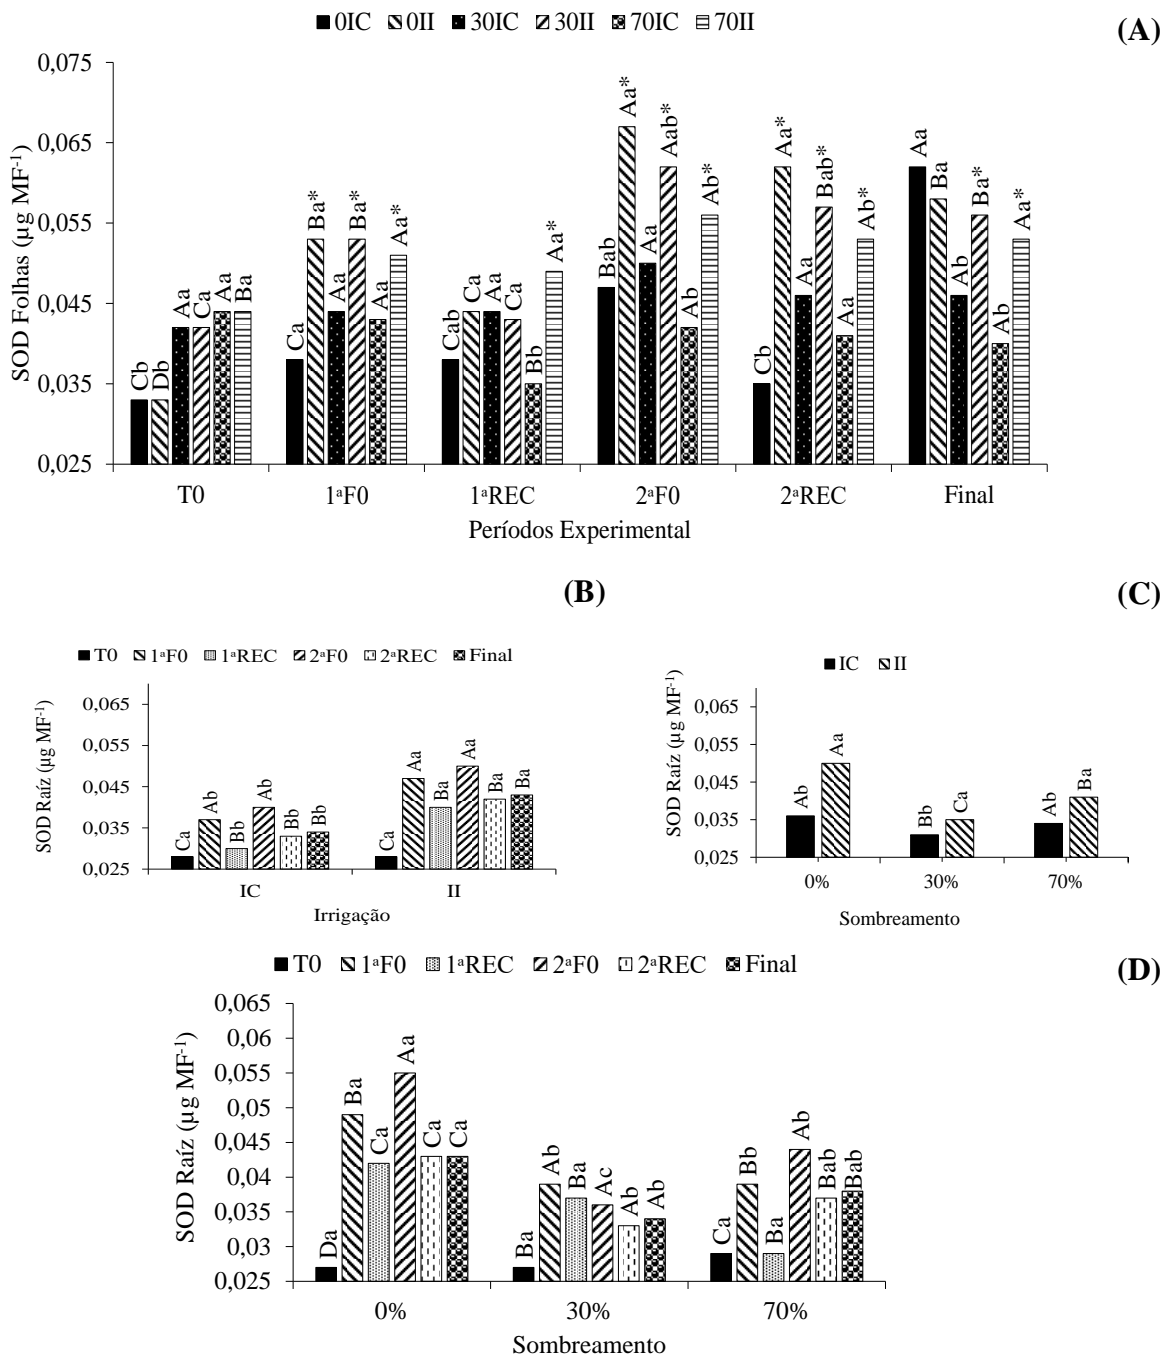 0IC 0II 30IC 30II 70IC 70II
(A)
SOD Folhas (µg MF-1)
0,075
0,065
0,055
0,045
0,035
0,025
Cb Db Aa Ca Aa Ba
Ca Ba* Aa Ba* Aa Aa*
Cab Ca Aa Ca Bb Aa*
Bab Aa* Aa Aab* Ab Ab*
Cb Aa* Aa Bab* Aa Ab*
Aa Ba Ab Ba* Ab Aa*
T0 1ªF0 1ªREC 2ªF0 2ªREC Final
Períodos Experimental
(B)
T0 1ªF0 1ªREC 2ªF0 2ªREC Final
SOD Raíz (µg MF-1)
0,065
0,055
0,045
0,035
0,025
Ca Ab Bb Ab Bb Bb
Ca Aa Ba Aa Ba Ba
IC II
Irrigação
(C)
IC II
SOD Raíz (µg MF-1)
0,065
0,055
0,045
0,035
0,025
Ab Aa
Bb Ca
Ab Ba
0% 30% 70%
Sombreamento
(D)
T0 1ªF0 1ªREC 2ªF0 2ªREC Final
SOD Raíz (µg MF-1)
0,065
0,06
0,055
0,05
0,045
0,04
0,035
0,03
0,025
Da Ba Ca Aa Ca Ca
Ba Ab Ba Ac Ab Ab
Ca Bb Ba Ab Bab Bab
0% 30% 70%
Sombreamento